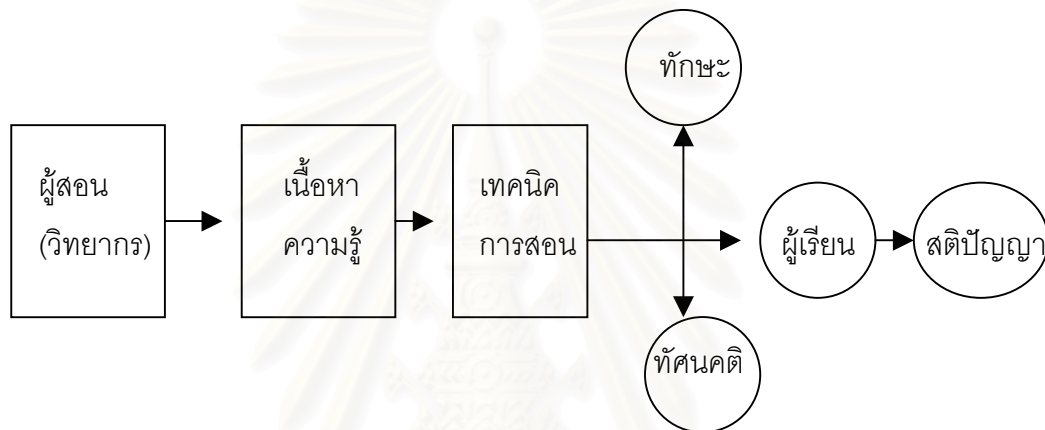 ทักษะ
ผู้สอน
(วิทยากร)
เนื้อหา
ความรู้
เทคนิค
การสอน
ผู้เรียน
สติปัญญา
ทัศนคติ